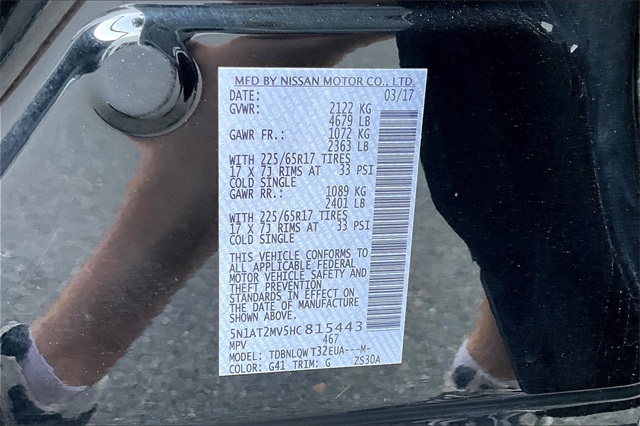 MFD BY NISSAN MOTOR CO., LTD.
DATE: 03/17
GVWR: 2122 KG
4679 LB
GAWR FR.: 1072 KG
2363 LB
WITH 225/65R17 TIRES
17 X 7J RIMS AT 33 PSI
COLD SINGLE
GAWR RR.: 1089 KG
2401 LB
WITH 225/65R17 TIRES
17 X 7J RIMS AT 33 PSI
COLD SINGLE
THIS VEHICLE CONFORMS TO
ALL APPLICABLE FEDERAL
MOTOR VEHICLE SAFETY AND
THEFT PREVENTION
STANDARDS IN EFFECT ON
THE DATE OF MANUFACTURE
SHOWN ABOVE.
5N1AT2MV5HC815443
MPV 467
MODEL: TDBNLQWT32EUA---M-
COLOR: G41 TRIM: G ZS30A